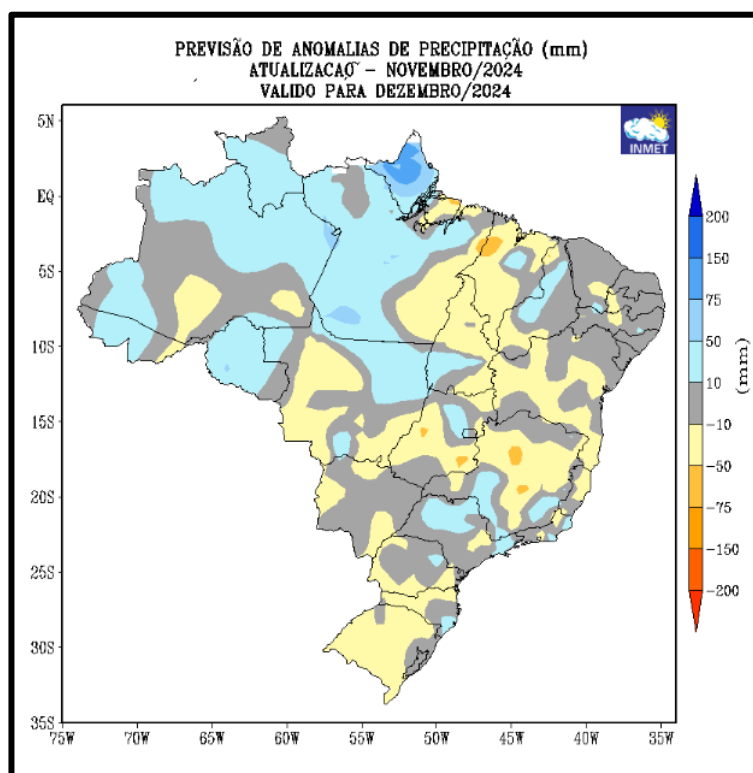 PREVISÃO DE ANOMALIAS DE PRECIPITAÇÃO (mm)
ATUALIZACAO͂ - NOVEMBRO/2024
VALIDO PARA DEZEMBRO/2024
INMET
5N
EQ
5S
10S
15S
20S
25S
30S
35S
75W 70W 65W 60W 55W 50W 45W 40W 35W
200
150
75
50
10
-10
-50
-75
-150
-200
(mm)